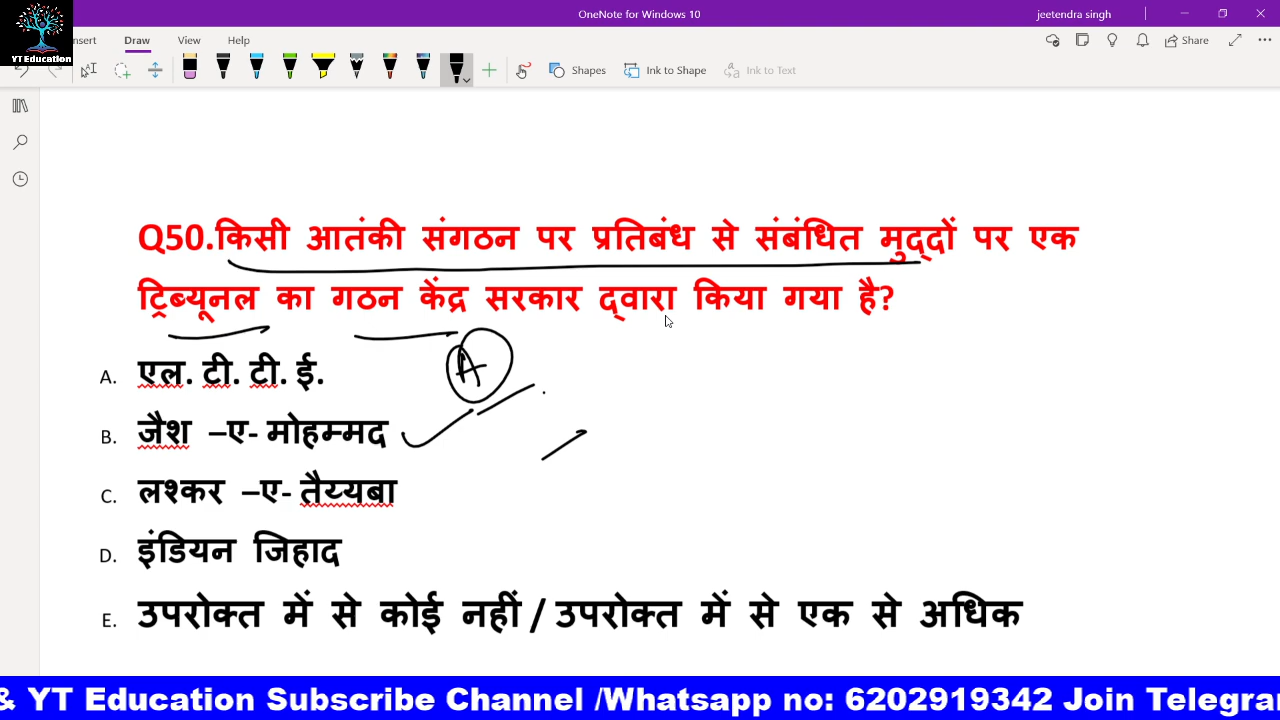 OneNote for Windows 10
jeetendra singh
YT Education
nsert Draw View Help
Share
Shapes
Ink to Shape
Ink to Text
Q50.किसी आतंकी संगठन पर प्रतिबंध से संबंधित मुद्दों पर एक
ट्रिब्यूनल का गठन केंद्र सरकार द्वारा किया गया है?
A. एल. टी. टी. ई.
A
B. जैश –ए- मोहम्मद
C. लश्कर –ए- तैय्यबा
D. इंडियन जिहाद
E. उपरोक्त में से कोई नहीं / उपरोक्त में से एक से अधिक
& YT Education Subscribe Channel /Whatsapp no: 6202919342 Join Telegra